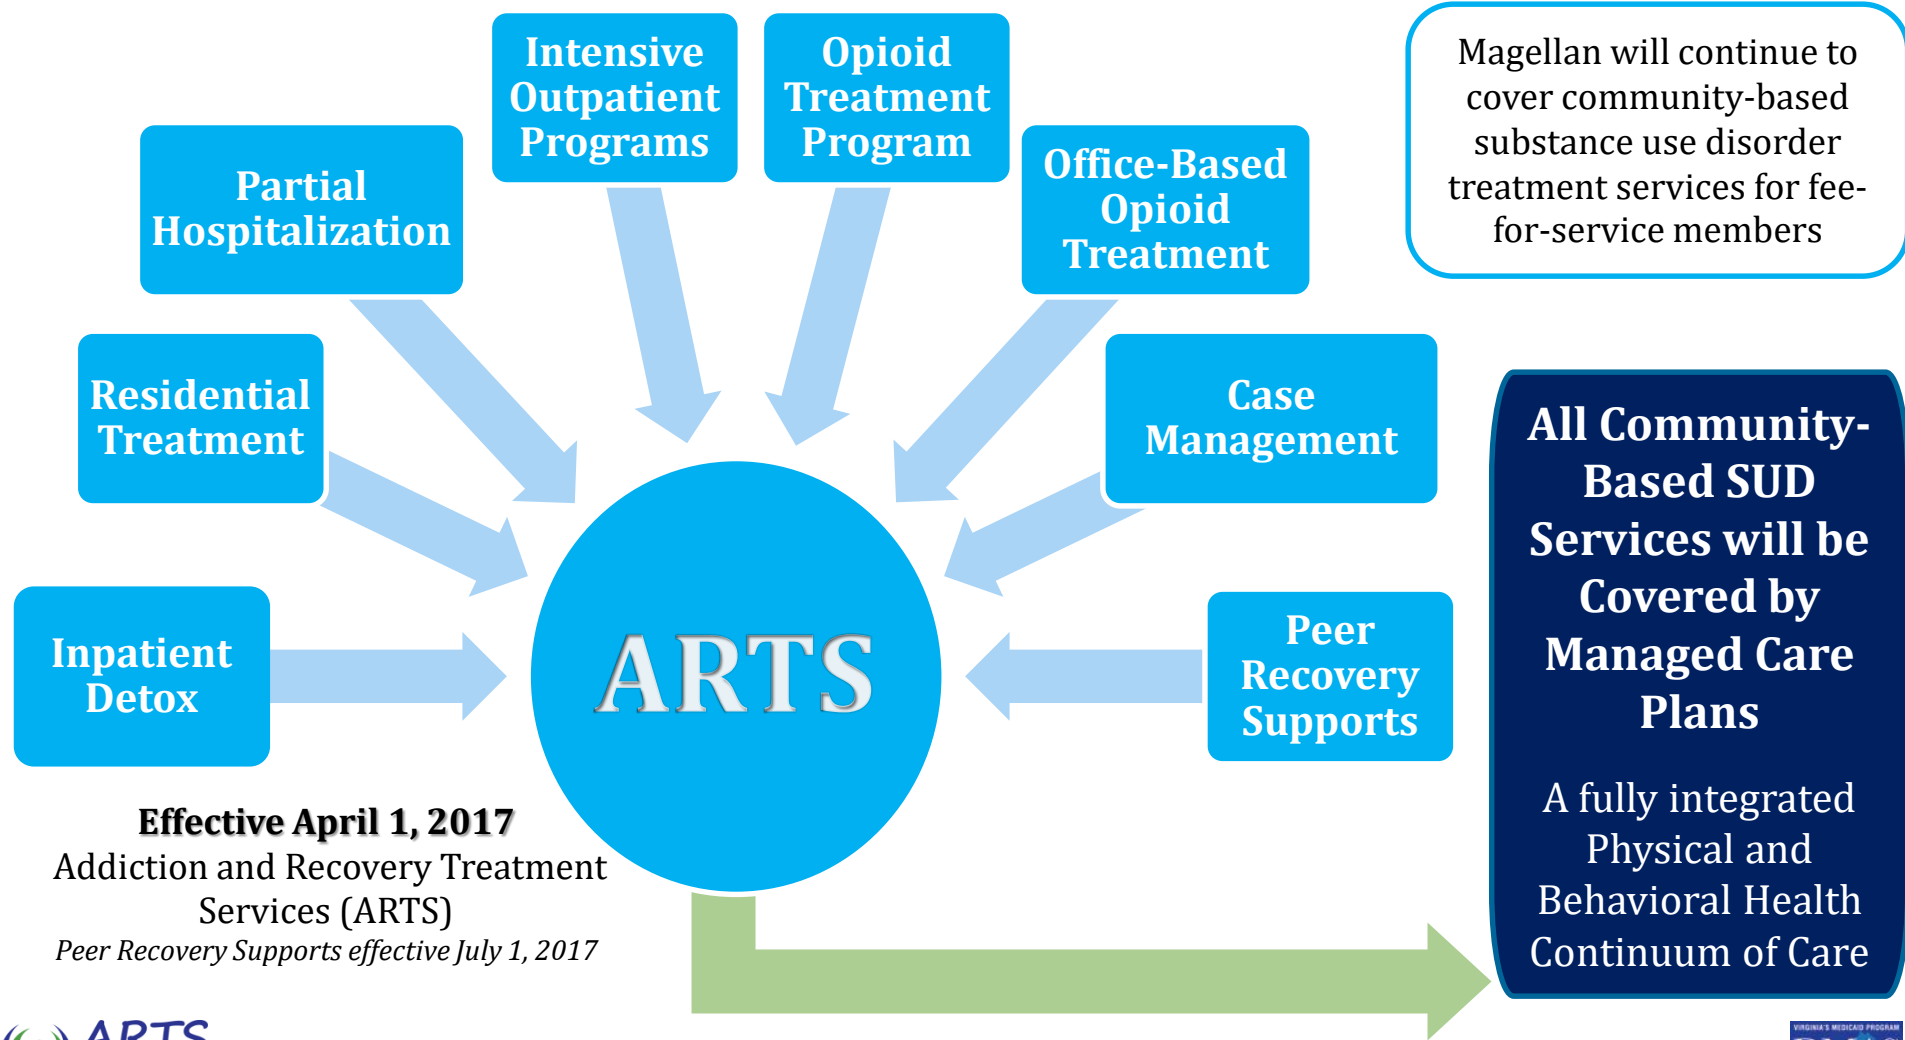 Intensive
Outpatient
Programs
Opioid
Treatment
Program
Magellan will continue to
cover community-based
substance use disorder
treatment services for fee-
for-service members
Partial
Hospitalization
Office-Based
Opioid
Treatment
Residential
Treatment
Case
Management
Inpatient
Detox
ARTS
Peer
Recovery
Supports
All Community-
Based SUD
Services will be
Covered by
Managed Care
Plans
A fully integrated
Physical and
Behavioral Health
Continuum of Care
Effective April 1, 2017
Addiction and Recovery Treatment
Services (ARTS)
Peer Recovery Supports effective July 1, 2017
ARTS
VIRGINIA'S MEDICAID PROGRAM